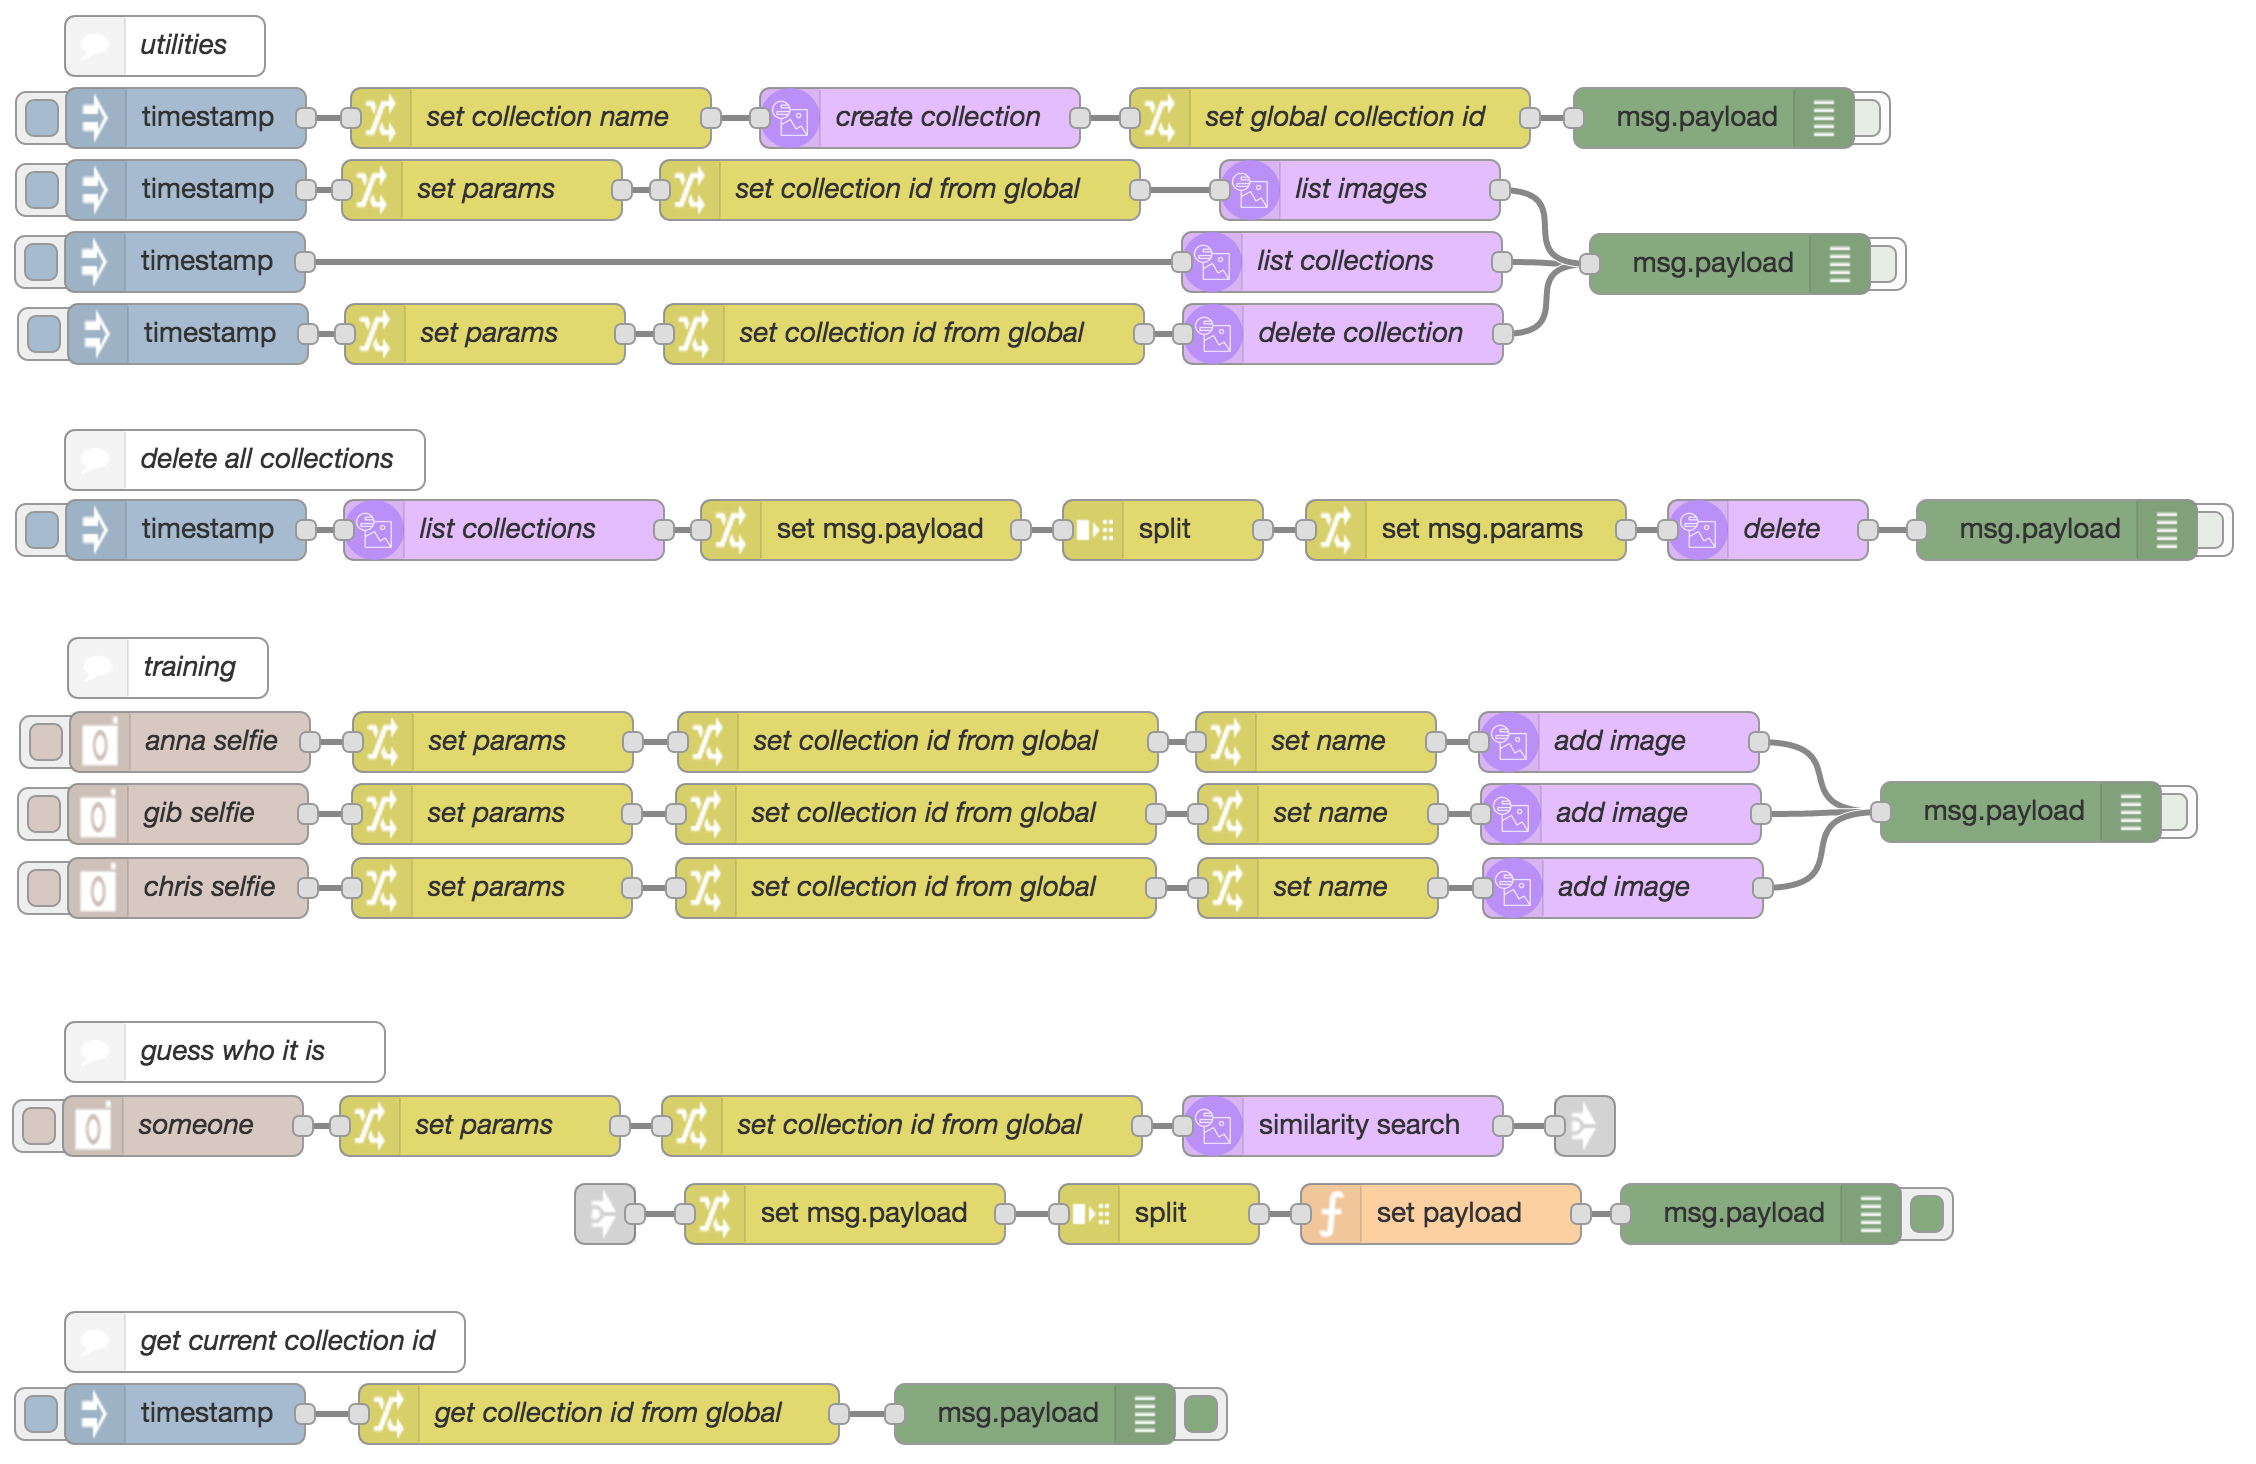 utilities
timestamp set collection name create collection set global collection id msg.payload
timestamp set params set collection id from global list images
timestamp list collections msg.payload
timestamp set params set collection id from global delete collection
delete all collections
timestamp list collections set msg.payload split set msg.params delete msg.payload
training
anna selfie set params set collection id from global set name add image
gib selfie set params set collection id from global set name add image msg.payload
chris selfie set params set collection id from global set name add image
guess who it is
someone set params set collection id from global similarity search
set msg.payload split set payload msg.payload
get current collection id
timestamp get collection id from global msg.payload